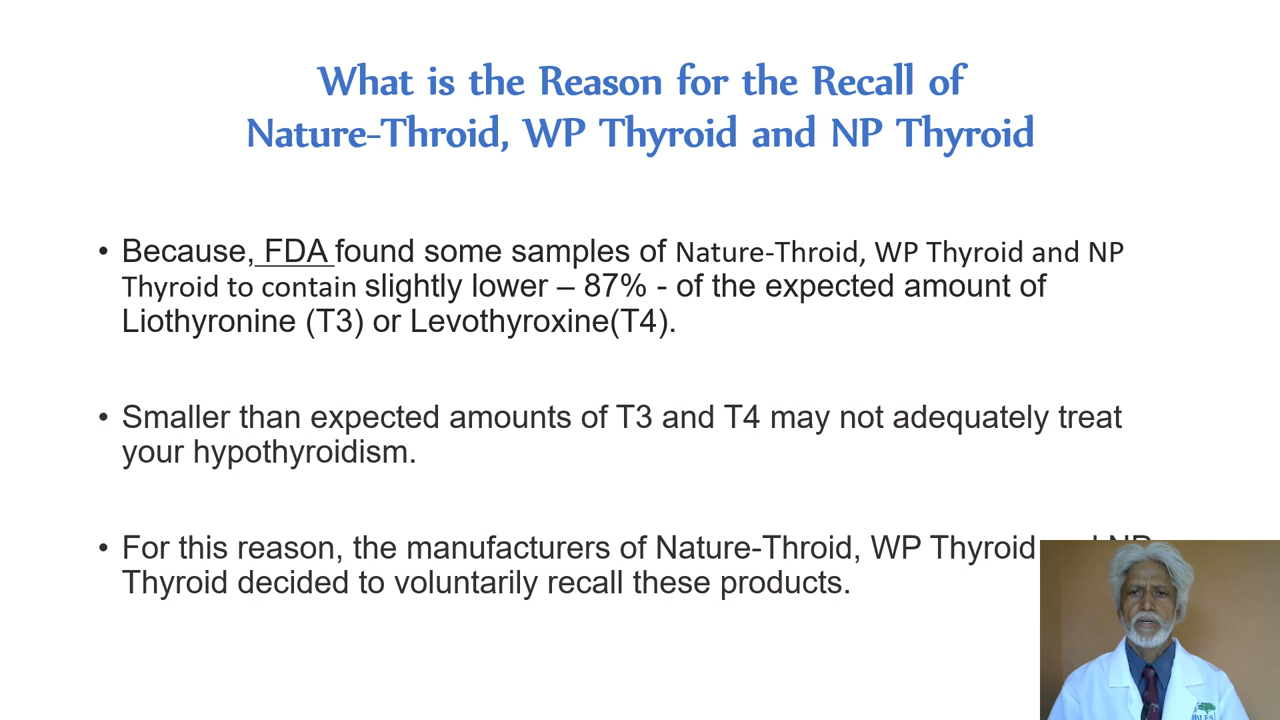 What is the Reason for the Recall of
Nature-Throid, WP Thyroid and NP Thyroid
• Because, FDA found some samples of Nature-Throid, WP Thyroid and NP
Thyroid to contain slightly lower – 87% - of the expected amount of
Liothyronine (T3) or Levothyroxine(T4).
• Smaller than expected amounts of T3 and T4 may not adequately treat
your hypothyroidism.
• For this reason, the manufacturers of Nature-Throid, WP Thyroid
Thyroid decided to voluntarily recall these products.